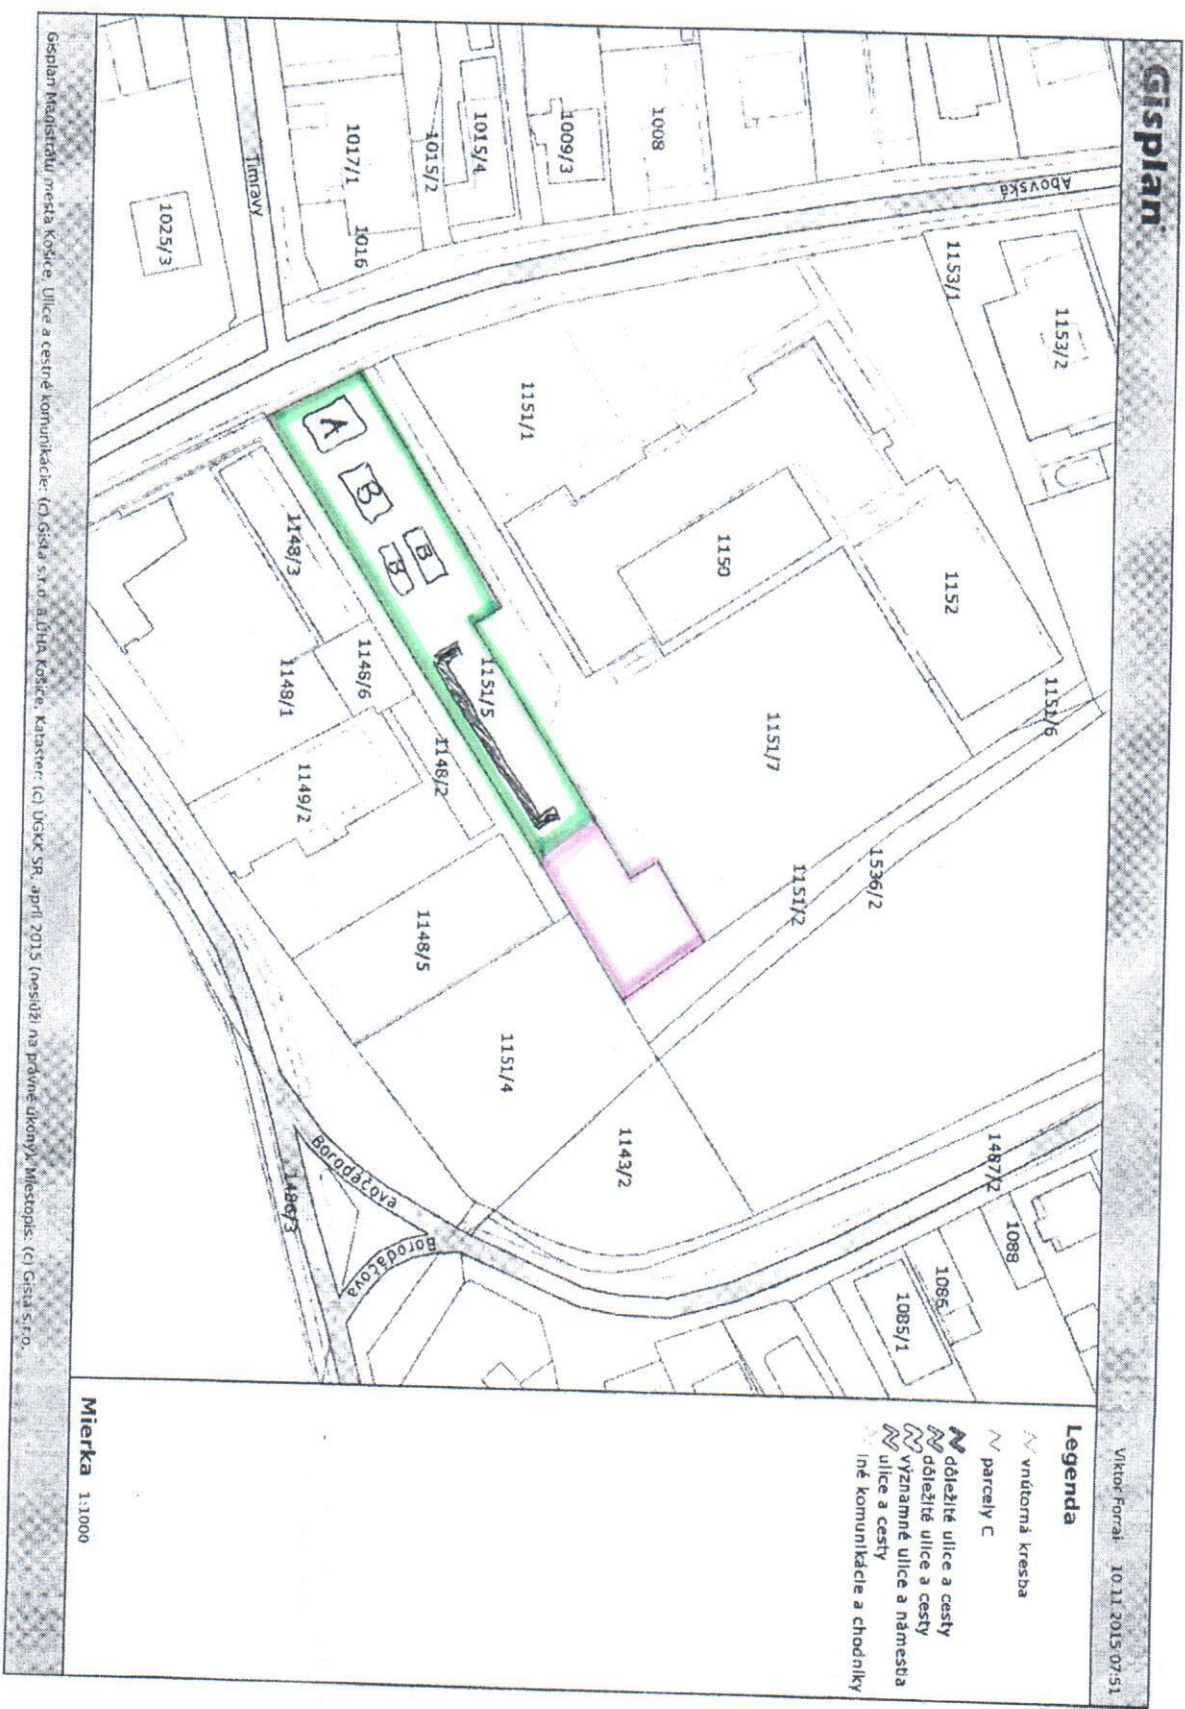 Gisplan
Viktor Forrai 10.11.2015 07:51
Legenda
vnútorná kresba
parcely C
dôležité ulice a cesty
dôležité ulice a cesty
významné ulice a námestia
ulice a cesty
iné komunikácie a chodníky
Mierka 1:1000
Abovská
1153/1
1153/2
1008
1009/3
1015/4
1015/2
1017/1
1016
Timravy
1025/3
1151/1
1150
1152
1151/6
1151/7
1536/2
1151/2
A
B
B
B
1151/5
1148/3
1148/6
1148/1
1148/2
1149/2
1148/5
1151/4
1143/2
1487/2
1088
1086
1085/1
Borodáčova
Borodáčova
1486/3
Gisplan Magistrátu mesta Košice, Ulice a cestné komunikácie: (c) Gista s.r.o. a ÚHA Košice, Kataster: (c) ÚGKK SR, apríl 2015 (neslúži na právne úkony), Miestopis: (c) Gista s.r.o.